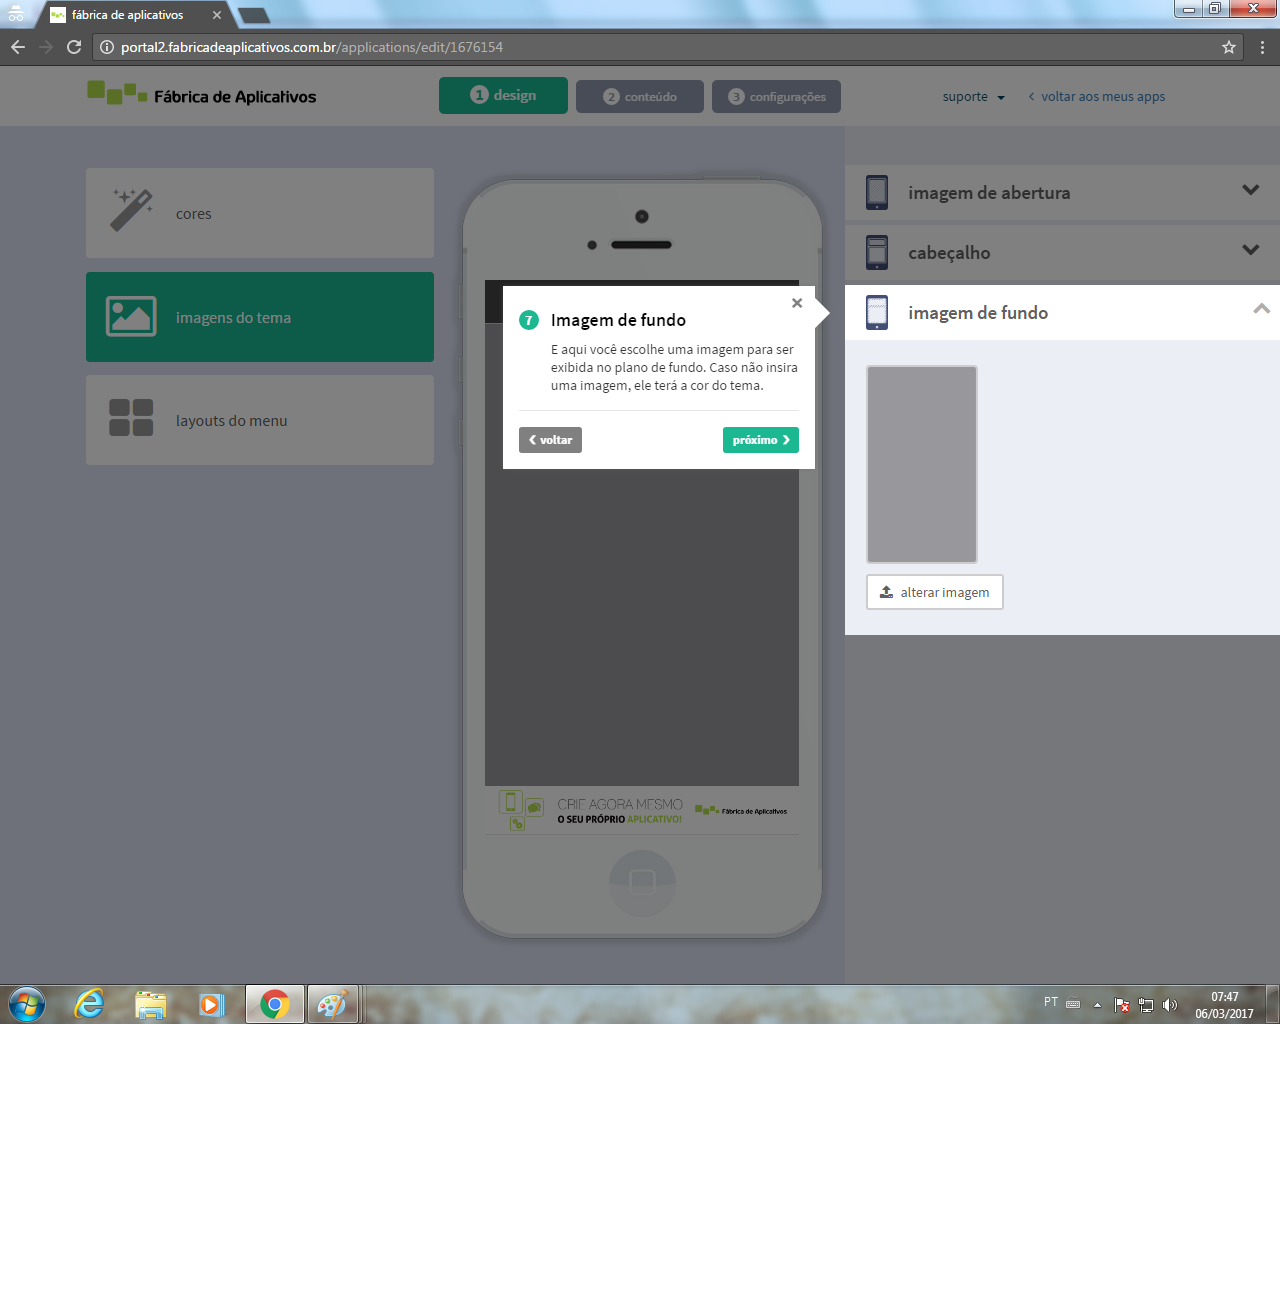 fábrica de aplicativos
portal2.fabricadeaplicativos.com.br/applications/edit/1676154
Fábrica de Aplicativos
1 design
2 conteúdo
3 configurações
suporte
voltar aos meus apps
cores
imagens do tema
layouts do menu
7 Imagem de fundo
E aqui você escolhe uma imagem para ser
exibida no plano de fundo. Caso não insira
uma imagem, ele terá a cor do tema.
voltar
próximo
CRIE AGORA MESMO
O SEU PRÓPRIO APLICATIVO!
Fábrica de Aplicativos
imagem de abertura
cabeçalho
imagem de fundo
alterar imagem
PT
07:47
06/03/2017